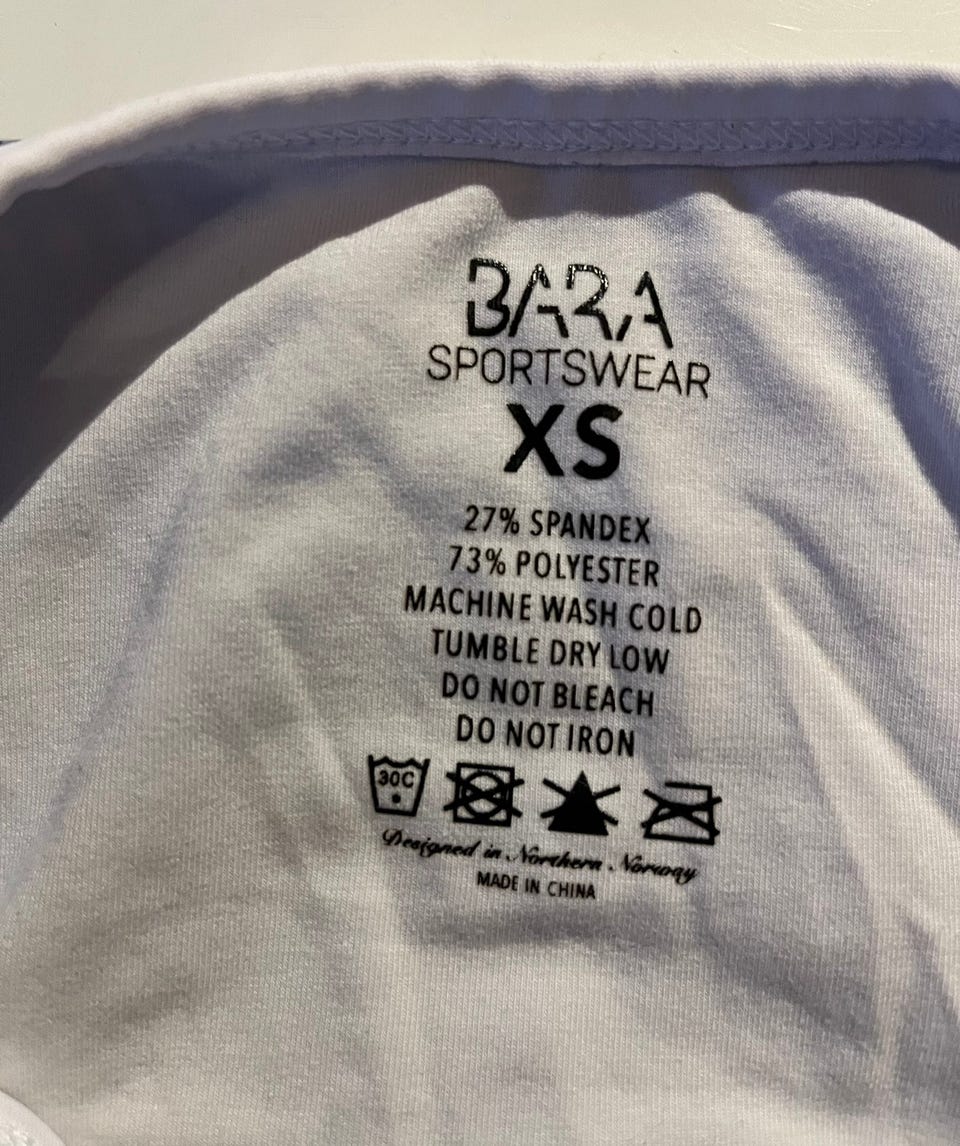 BARA
SPORTSWEAR
XS
27% SPANDEX
73% POLYESTER
MACHINE WASH COLD
TUMBLE DRY LOW
DO NOT BLEACH
DO NOT IRON
30C
Designed in Northern Norway
MADE IN CHINA